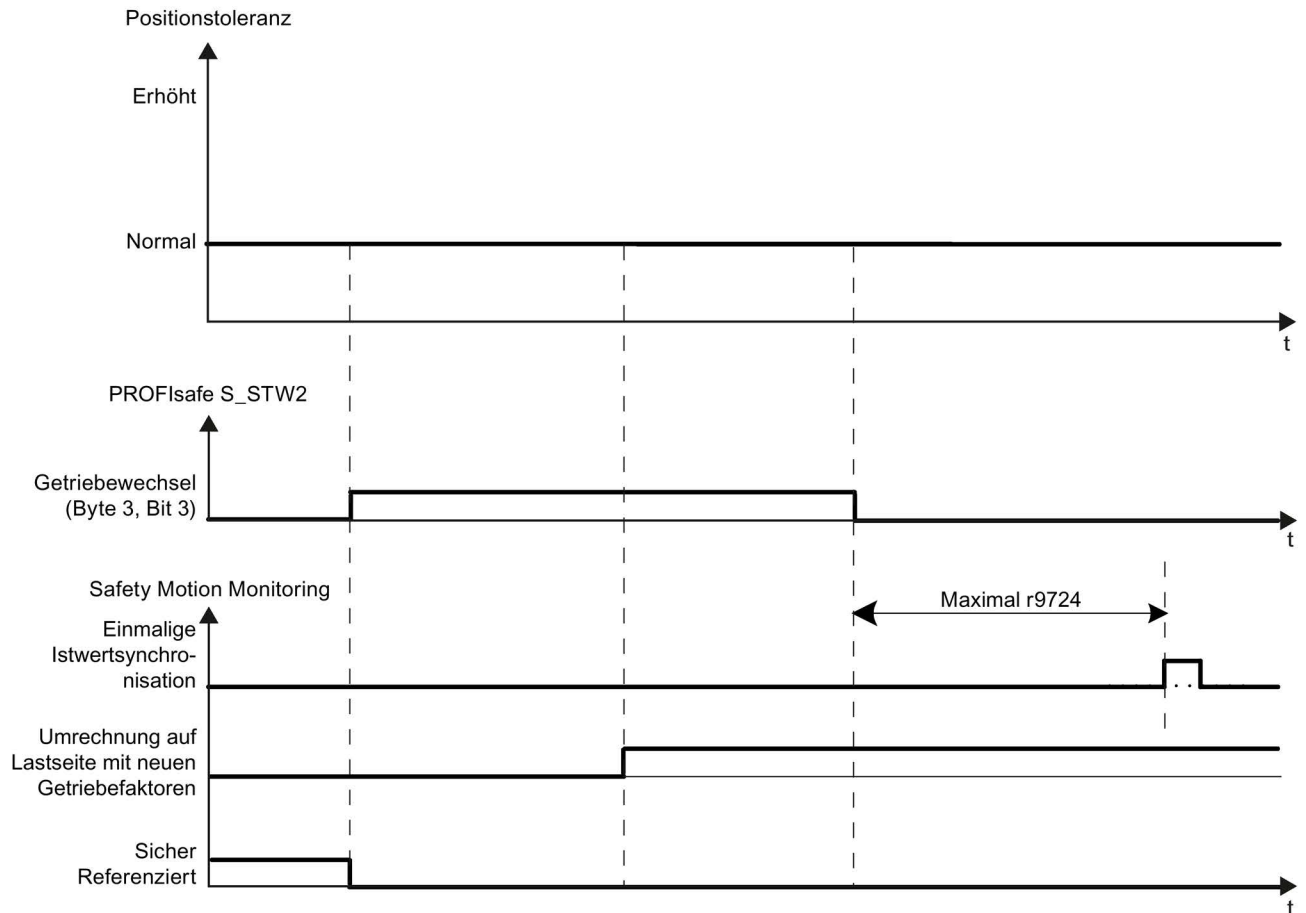 Positionstoleranz
Erhöht
Normal
t
PROFIsafe S_STW2
Getriebewechsel
(Byte 3, Bit 3)
t
Safety Motion Monitoring
Maximal r9724
Einmalige
Istwertsynchro-
nisation
Umrechnung auf
Lastseite mit neuen
Getriebefaktoren
Sicher
Referenziert
t